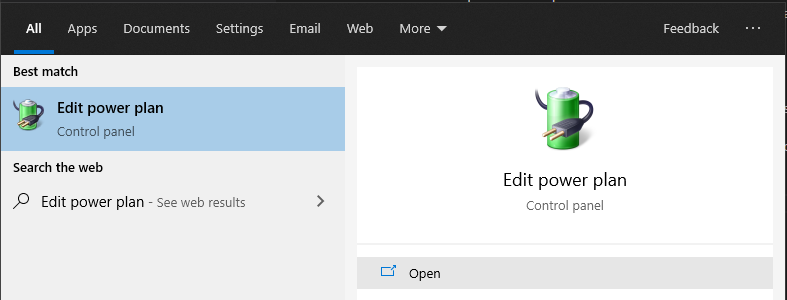 All Apps Documents Settings Email Web More Feedback ...
Best match
Edit power plan
Control panel
Search the web
Edit power plan - See web results
Edit power plan
Control panel
Open